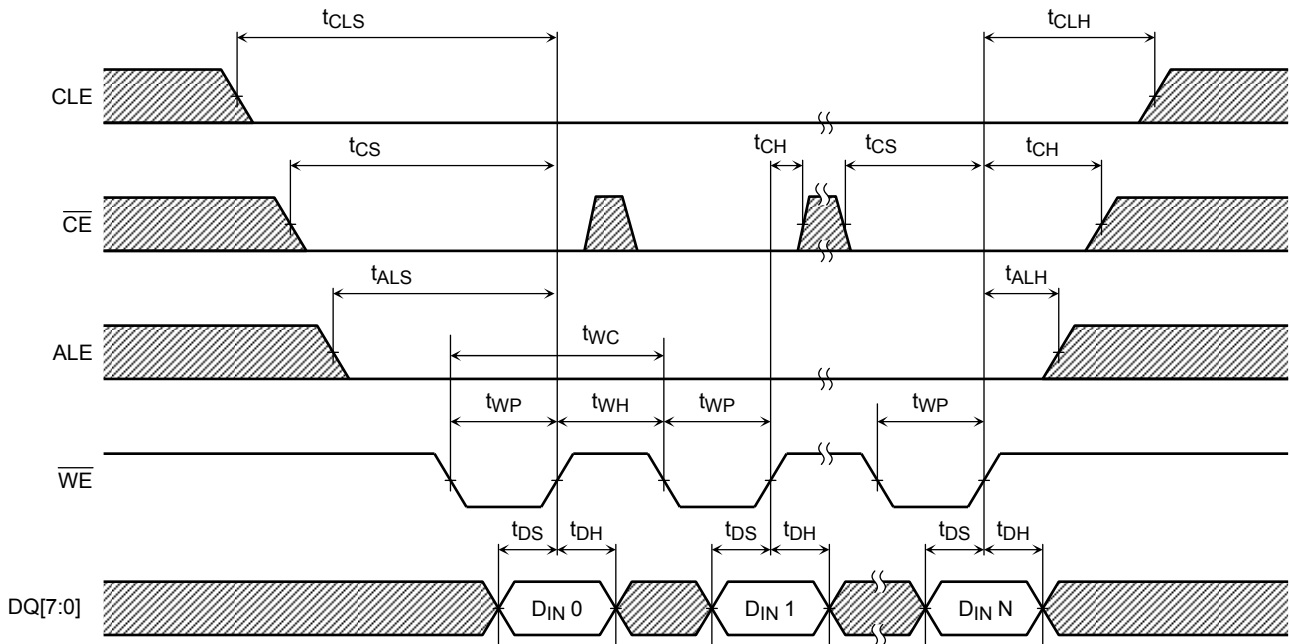 tCLS tCLH
CLE
tCS tCH tCS tCH
CE
tALS tALH
tWC
ALE
tWP tWH tWP tWP
WE
tDS tDH tDS tDH tDS tDH
DQ[7:0] DIN 0 DIN 1 DIN N